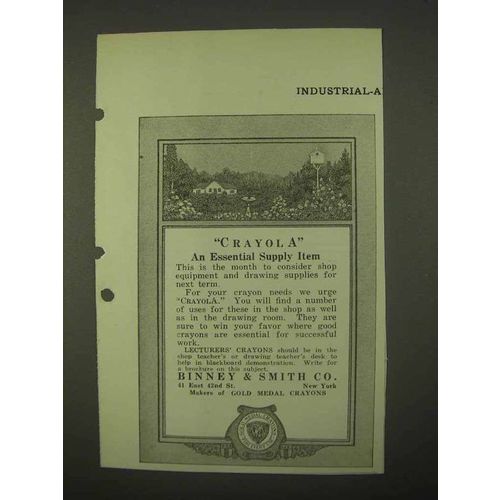 INDUSTRIAL-A
"CRAYOLA"
An Essential Supply Item
This is the month to consider shop
equipment and drawing supplies for
next term.
For your crayon needs we urge
"CRAYOLA." You will find a number
of uses for these in the shop as well
as in the drawing room. They are
sure to win your favor where good
crayons are essential for successful
work.
LECTURERS' CRAYONS should be in the
shop teacher's or drawing teacher's desk to
help in blackboard demonstration. Write for
a brochure on this subject.
BINNEY & SMITH CO.
41 East 42nd St. New York
Makers of GOLD MEDAL CRAYONS